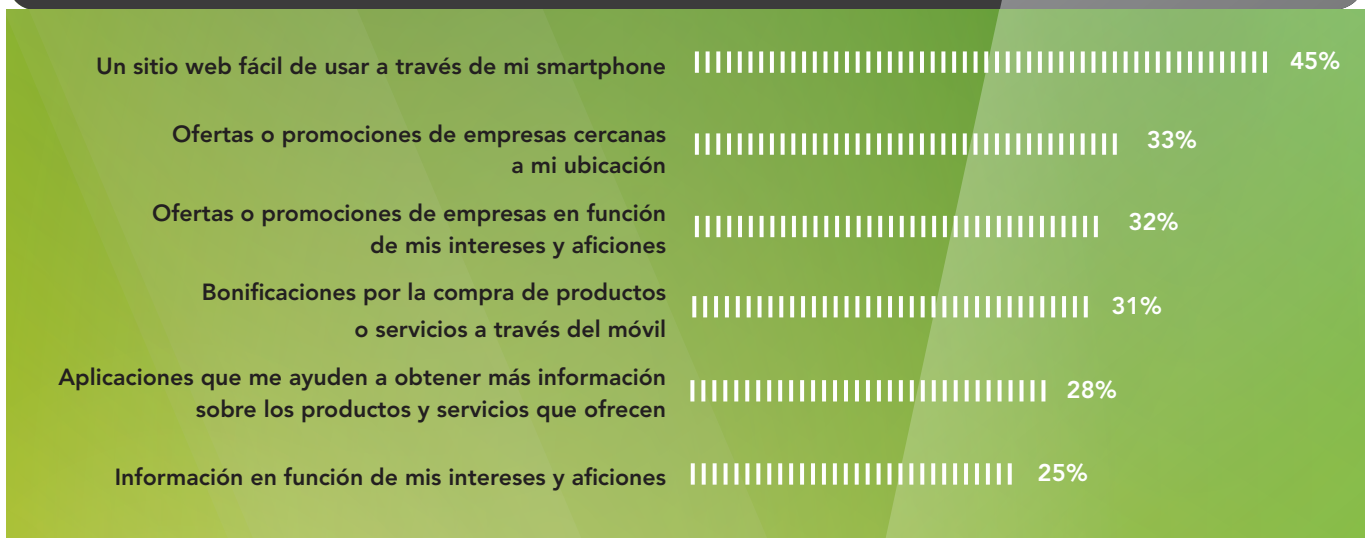 Un sitio web fácil de usar a través de mi smartphone 45%
Ofertas o promociones de empresas cercanas
a mi ubicación 33%
Ofertas o promociones de empresas en función
de mis intereses y aficiones 32%
Bonificaciones por la compra de productos
o servicios a través del móvil 31%
Aplicaciones que me ayuden a obtener más información
sobre los productos y servicios que ofrecen 28%
Información en función de mis intereses y aficiones 25%